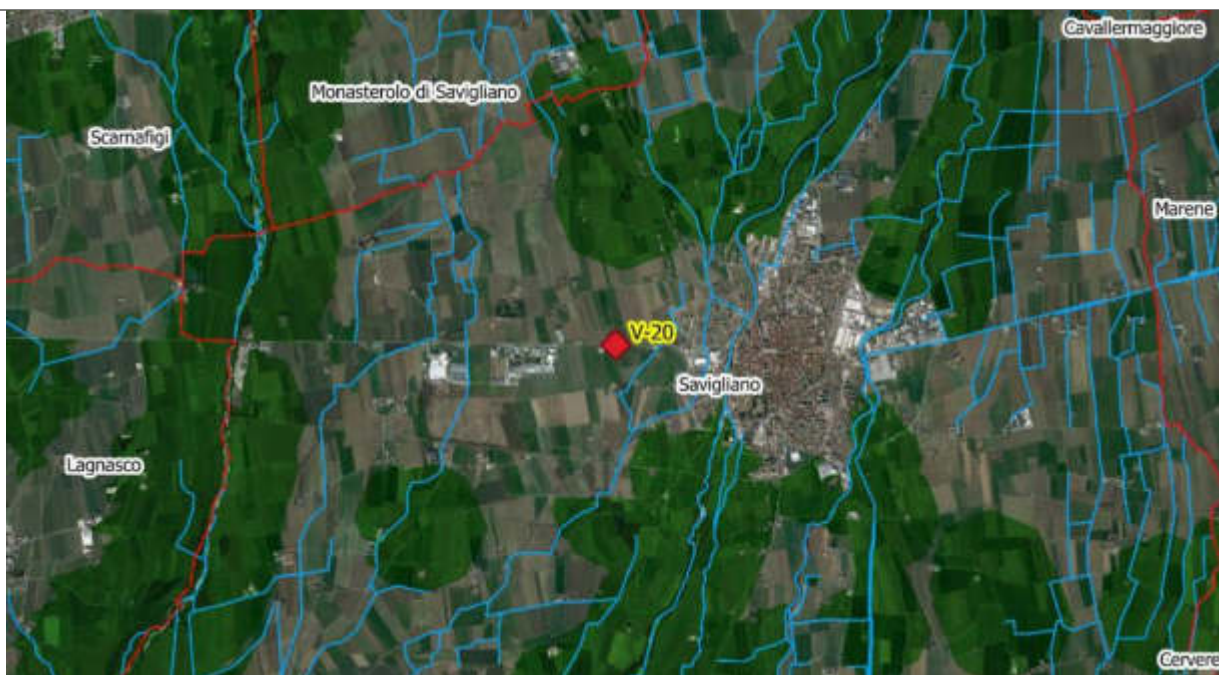 Cavallermaggiore
Monasterolo di Savigliano
Scarnafigi
Marene
V-20
Savigliano
Lagnasco
Cervere